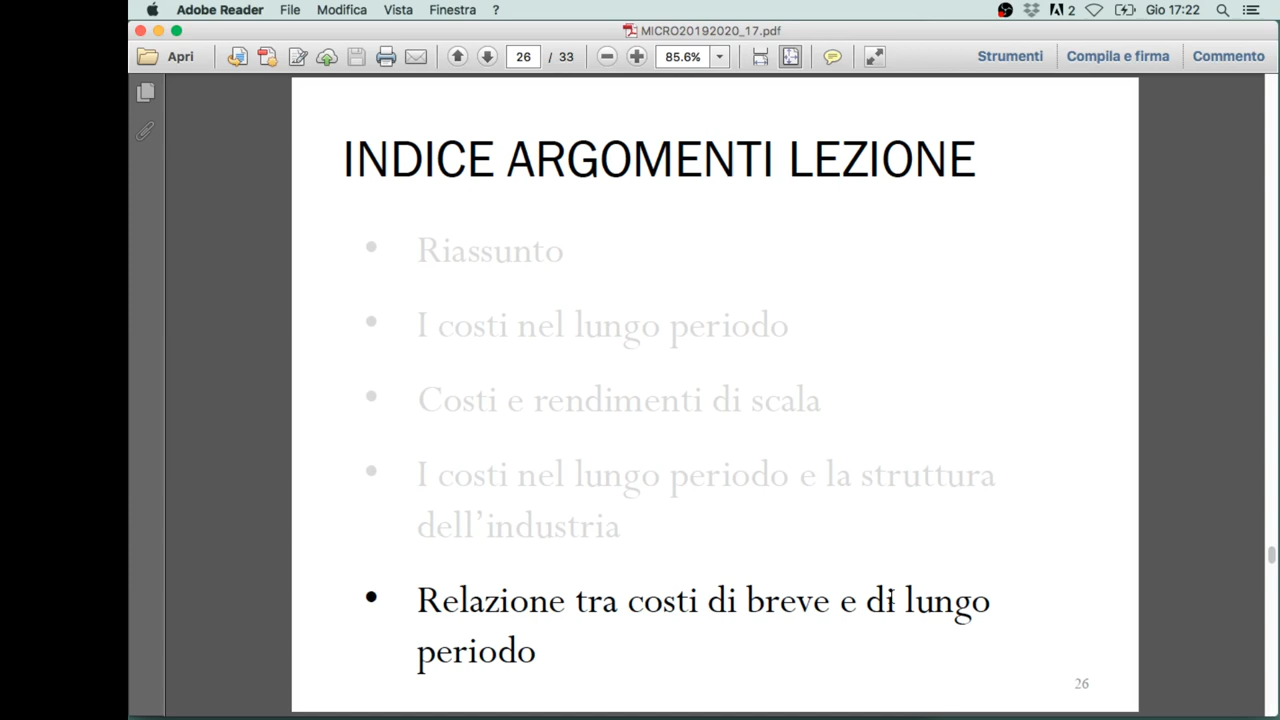 Adobe Reader File Modifica Vista Finestra ? 2 Gio 17:22
MICRO20192020_17.pdf
Apri 26 / 33 85.6% Strumenti Compila e firma Commento
INDICE ARGOMENTI LEZIONE
• Riassunto
• I costi nel lungo periodo
• Costi e rendimenti di scala
• I costi nel lungo periodo e la struttura
dell’industria
• Relazione tra costi di breve e di lungo
periodo
26